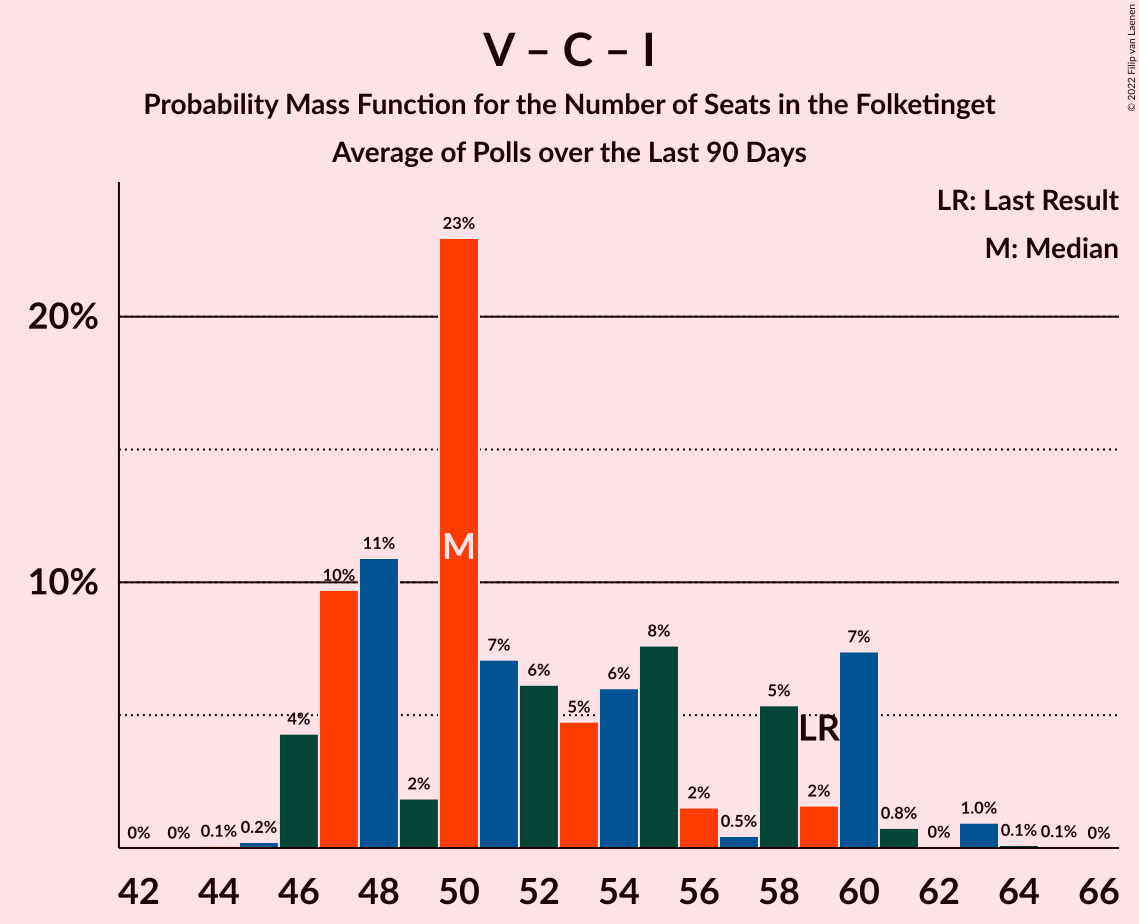 V – C – I
Probability Mass Function for the Number of Seats in the Folketinget
Average of Polls over the Last 90 Days
© 2022 Filip van Laenen
LR: Last Result
M: Median
20%
10%
0% 0% 0.1% 0.2% 4% 10% 11% 2% 23% 7% 6% 5% 6% 8% 2% 0.5% 5% 2% 7% 0.8% 0% 1.0% 0.1% 0.1% 0%
M
LR
42 44 46 48 50 52 54 56 58 60 62 64 66